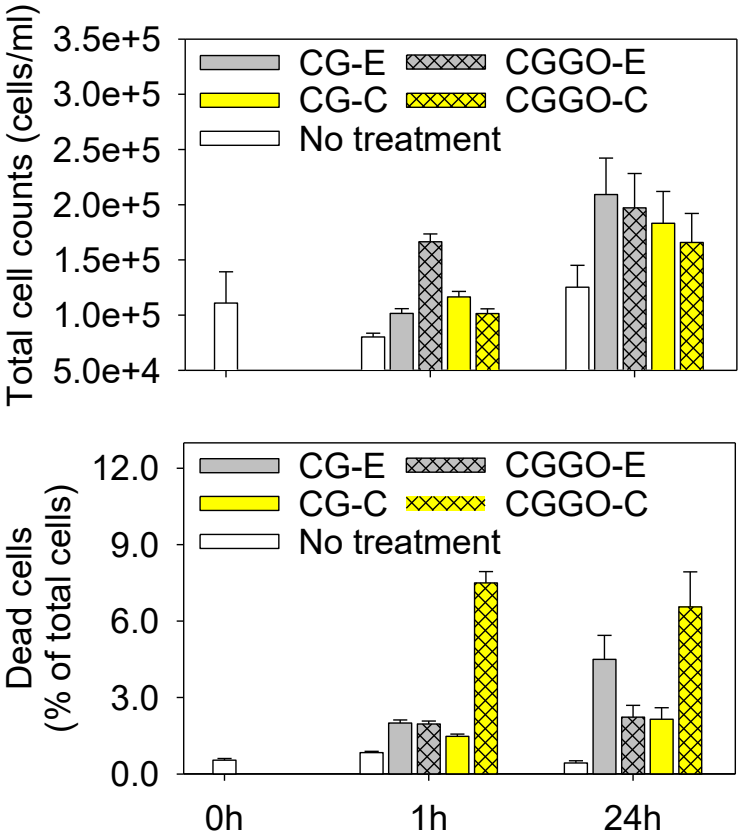 Total cell counts (cells/ml)
3.5e+5
3.0e+5
2.5e+5
2.0e+5
1.5e+5
1.0e+5
5.0e+4
CG-E CGGO-E
CG-C CGGO-C
No treatment
Dead cells
(% of total cells)
12.0
9.0
6.0
3.0
0.0
CG-E CGGO-E
CG-C CGGO-C
No treatment
0h 1h 24h